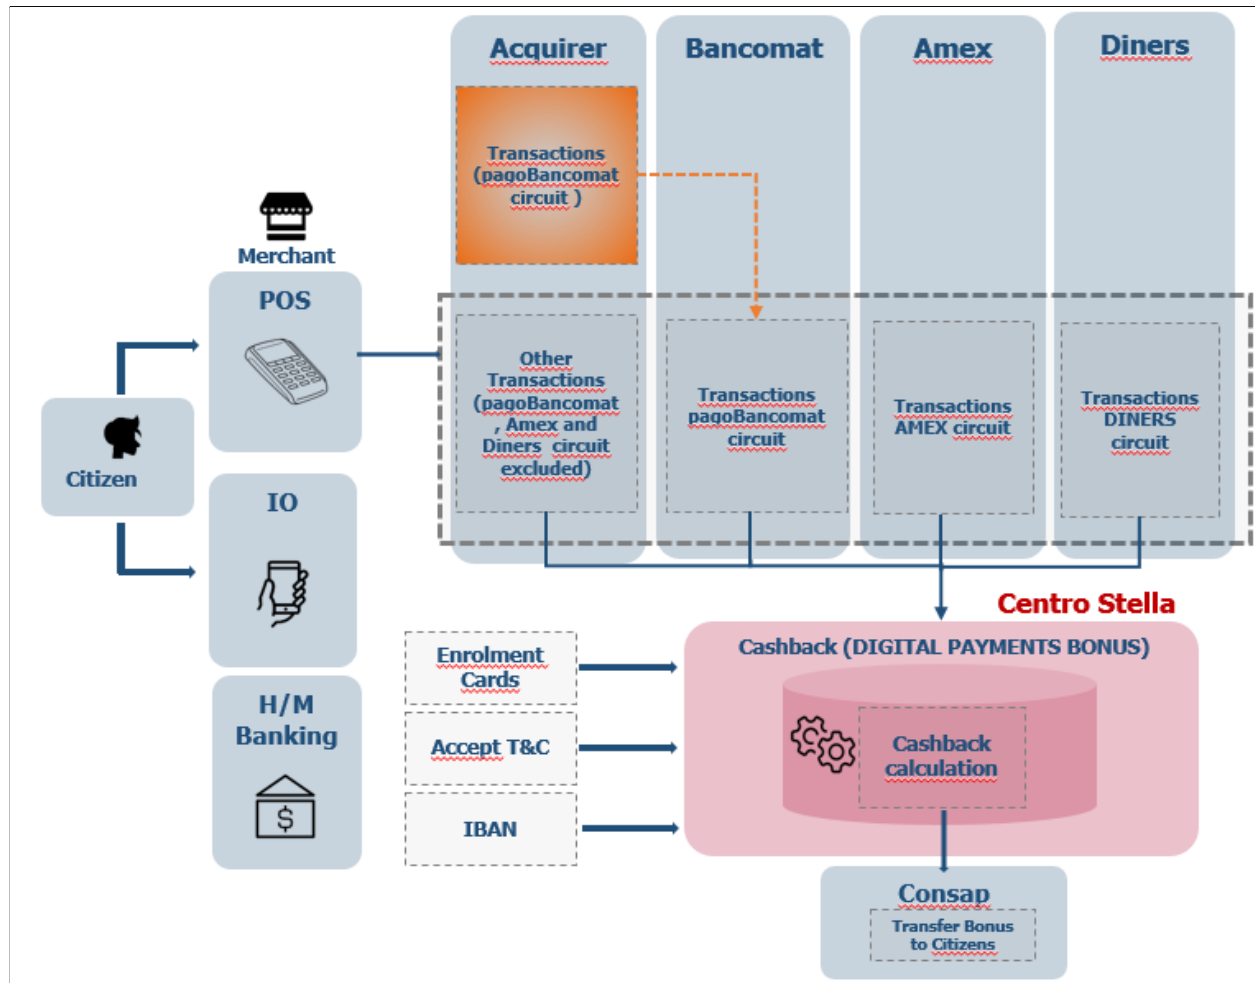 Acquirer
Bancomat
Amex
Diners
Transactions
(pagoBancomat
circuit )
Merchant
POS
Other
Transactions
(pagoBancomat
, Amex and
Diners circuit
excluded)
Transactions
pagoBancomat
circuit
Transactions
AMEX circuit
Transactions
DINERS
circuit
Citizen
IO
Centro Stella
Cashback (DIGITAL PAYMENTS BONUS)
Enrolment
Cards
H/M
Banking
$
Accept T&C
Cashback
calculation
IBAN
Consap
Transfer Bonus
to Citizens